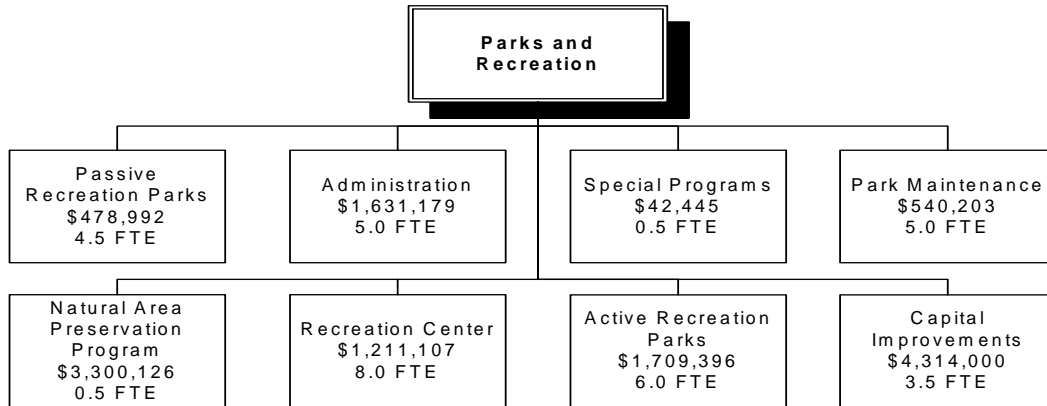 Parks and
Recreation
Passive
Recreation Parks
$478,992
4.5 FTE
Administration
$1,631,179
5.0 FTE
Special Programs
$42,445
0.5 FTE
Park Maintenance
$540,203
5.0 FTE
Natural Area
Preservation
Program
$3,300,126
0.5 FTE
Recreation Center
$1,211,107
8.0 FTE
Active Recreation
Parks
$1,709,396
6.0 FTE
Capital
Improvements
$4,314,000
3.5 FTE